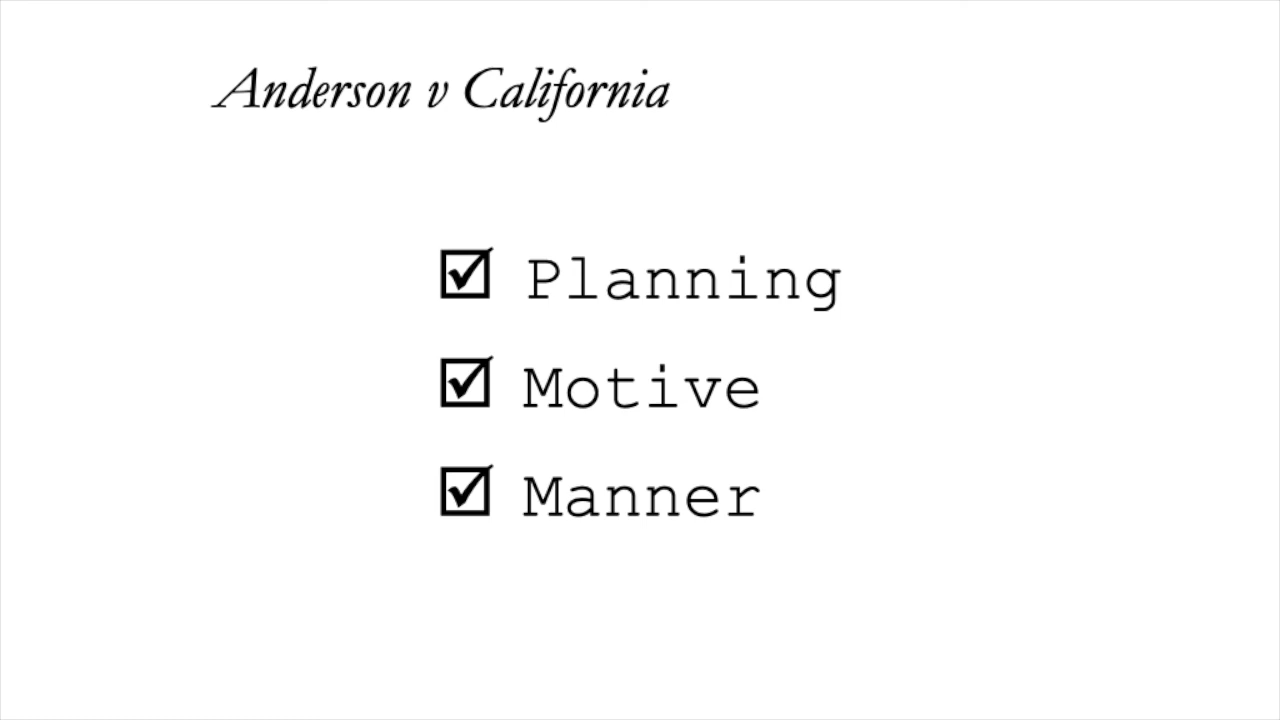 Anderson v California
☑ Planning
☑ Motive
☑ Manner